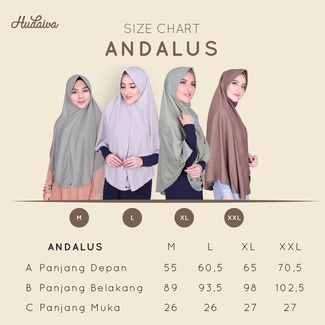 Hudaiva
SIZE CHART
ANDALUS
M L XL XXL
ANDALUS M L XL XXL
A Panjang Depan 55 60,5 65 70,5
B Panjang Belakang 89 93,5 98 102,5
C Panjang Muka 26 26 27 27